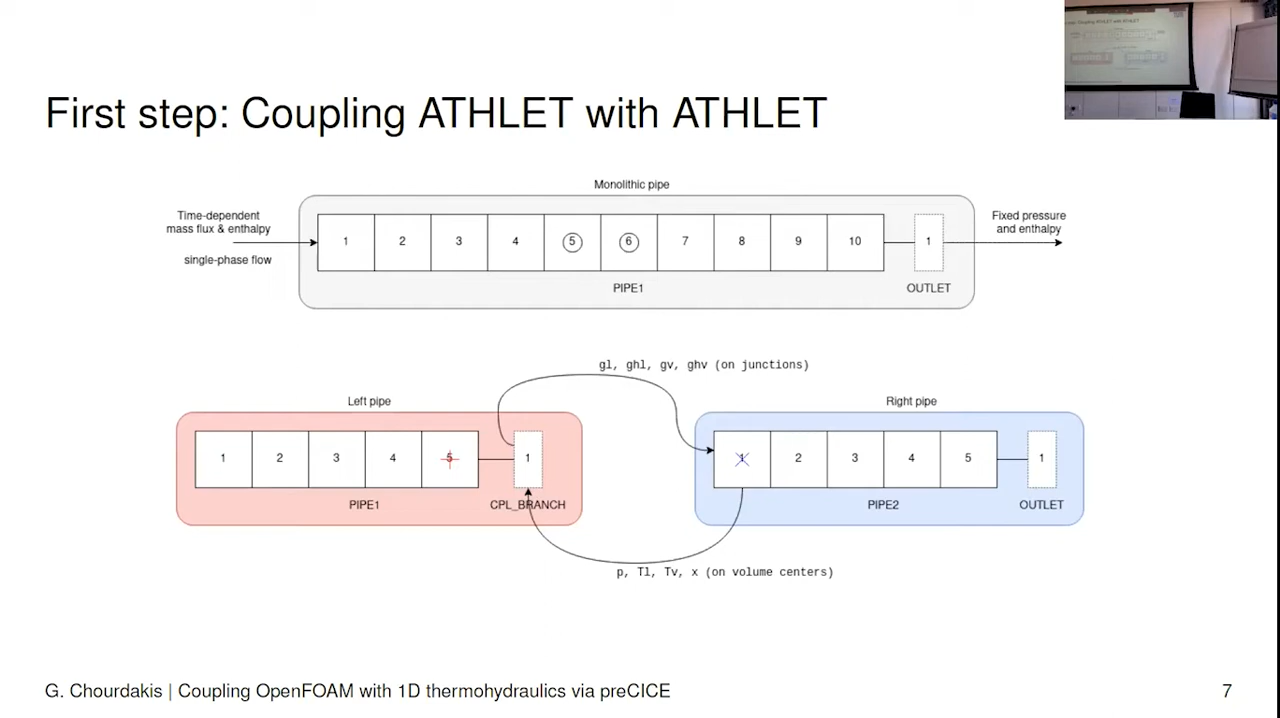 First step: Coupling ATHLET with ATHLET
Monolithic pipe
Time-dependent
mass flux & enthalpy
single-phase flow
1 2 3 4 5 6 7 8 9 10 1
Fixed pressure
and enthalpy
PIPE1 OUTLET
gl, ghl, gv, ghv (on junctions)
Left pipe
Right pipe
1 2 3 4 5 1
1 2 3 4 5 1
PIPE1 CPL_BRANCH
PIPE2 OUTLET
p, Tl, Tv, x (on volume centers)
G. Chourdakis | Coupling OpenFOAM with 1D thermohydraulics via preCICE
7